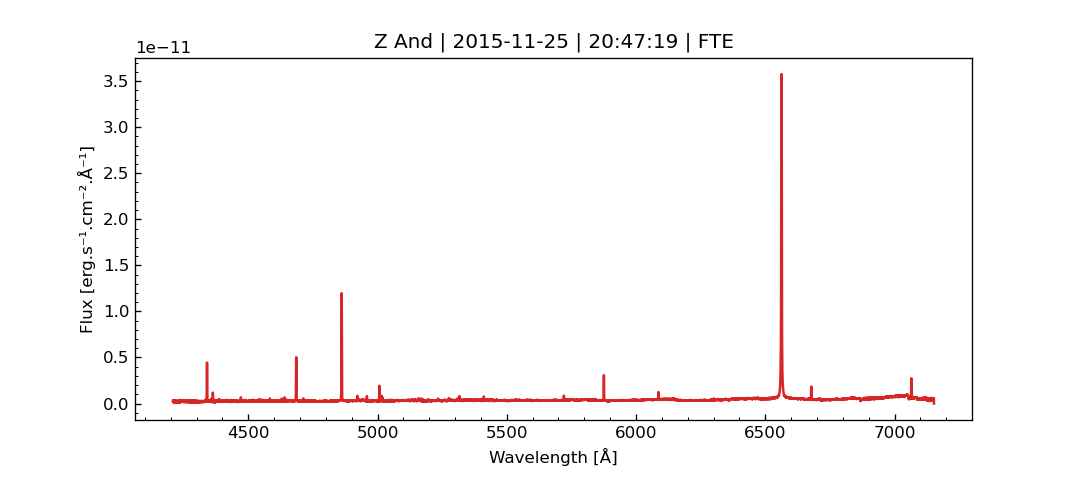 Z And | 2015-11-25 | 20:47:19 | FTE
1e−11
3.5
3.0
2.5
2.0
1.5
1.0
0.5
0.0
Flux [erg.s⁻¹.cm⁻².Å⁻¹]
4500 5000 5500 6000 6500 7000
Wavelength [Å]